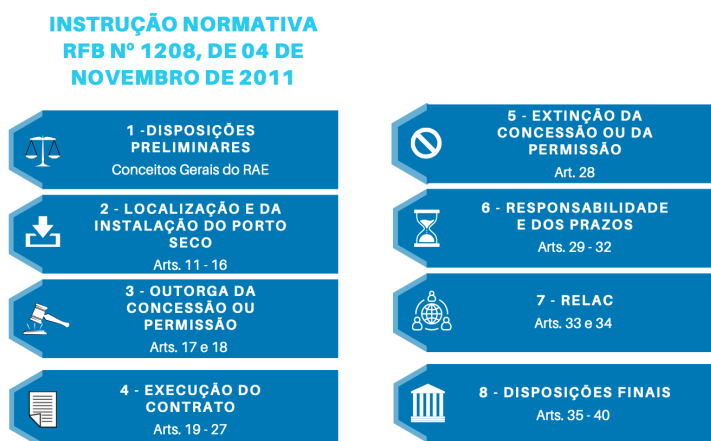 INSTRUÇÃO NORMATIVA
RFB Nº 1208, DE 04 DE
NOVEMBRO DE 2011
1 -DISPOSIÇÕES
PRELIMINARES
Conceitos Gerais do RAE
2 - LOCALIZAÇÃO E DA
INSTALAÇÃO DO PORTO
SECO
Arts. 11 - 16
3 - OUTORGA DA
CONCESSÃO OU
PERMISSÃO
Arts. 17 e 18
4 - EXECUÇÃO DO
CONTRATO
Arts. 19 - 27
5 - EXTINÇÃO DA
CONCESSÃO OU DA
PERMISSÃO
Art. 28
6 - RESPONSABILIDADE
E DOS PRAZOS
Arts. 29 - 32
7 - RELAC
Arts. 33 e 34
8 - DISPOSIÇÕES FINAIS
Arts. 35 - 40